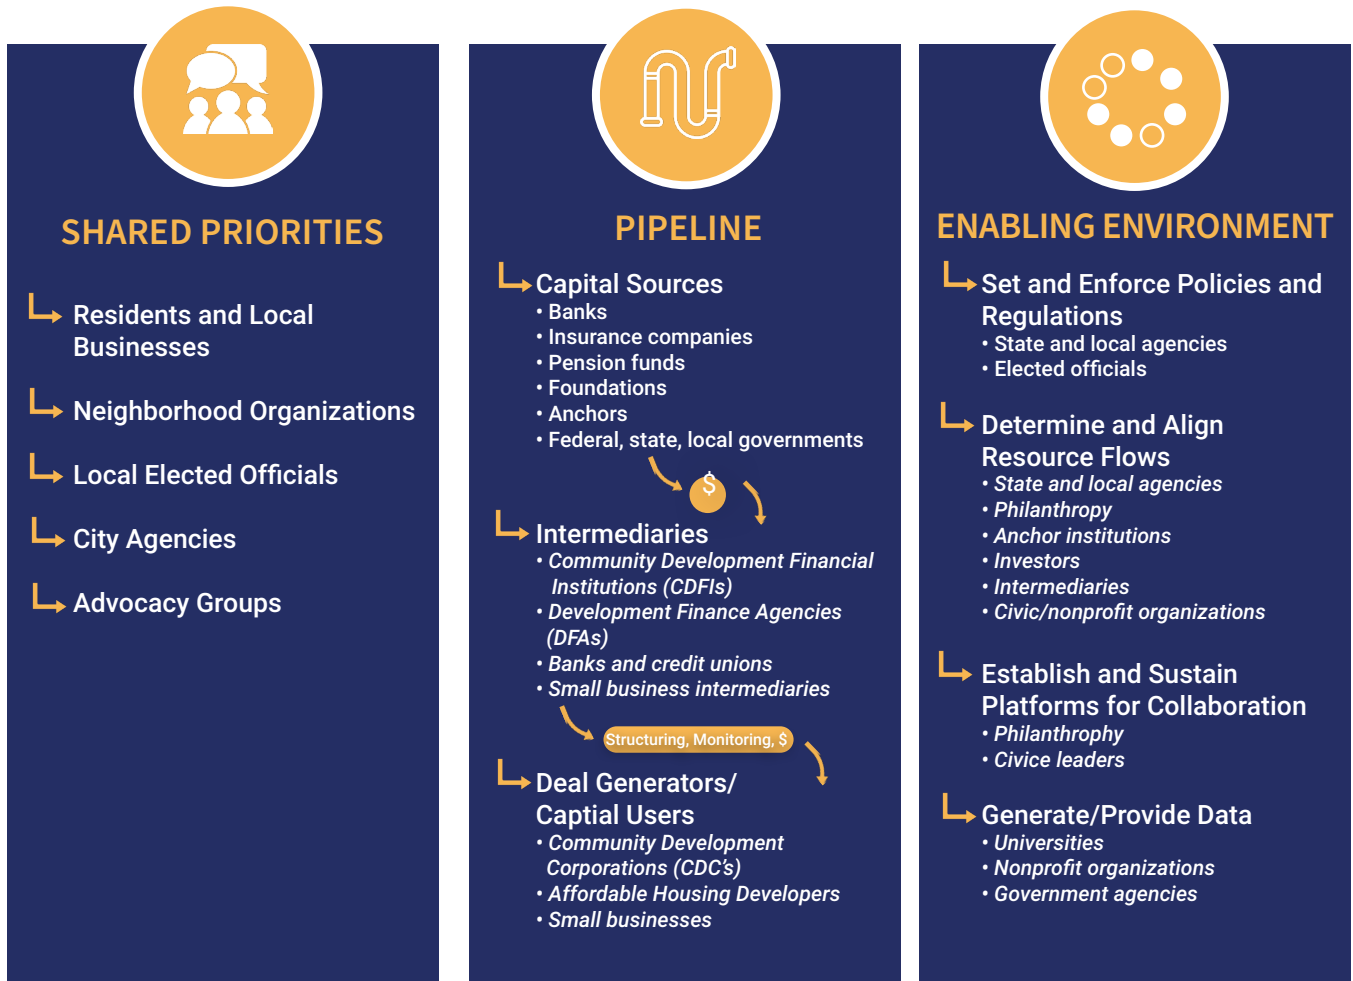 SHARED PRIORITIES
Residents and Local
Businesses
Neighborhood Organizations
Local Elected Officials
City Agencies
Advocacy Groups
PIPELINE
Capital Sources
• Banks
• Insurance companies
• Pension funds
• Foundations
• Anchors
• Federal, state, local governments
$
Intermediaries
• Community Development Financial
Institutions (CDFIs)
• Development Finance Agencies
(DFAs)
• Banks and credit unions
• Small business intermediaries
Structuring, Monitoring, $
Deal Generators/
Captial Users
• Community Development
Corporations (CDC's)
• Affordable Housing Developers
• Small businesses
ENABLING ENVIRONMENT
Set and Enforce Policies and
Regulations
• State and local agencies
• Elected officials
Determine and Align
Resource Flows
• State and local agencies
• Philanthropy
• Anchor institutions
• Investors
• Intermediaries
• Civic/nonprofit organizations
Establish and Sustain
Platforms for Collaboration
• Philanthrophy
• Civice leaders
Generate/Provide Data
• Universities
• Nonprofit organizations
• Government agencies